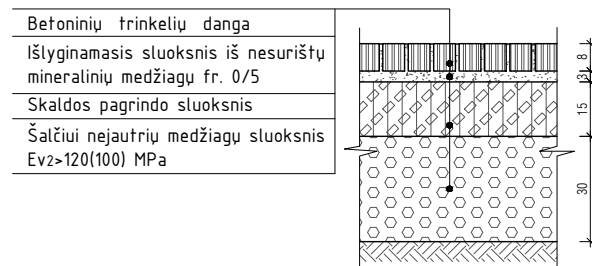 Betoninių trinkelių danga
Išlyginamasis sluoksnis iš nesurištų
mineralinių medžiagų fr. 0/5
Skaldos pagrindo sluoksnis
Šalčiui nejautrių medžiagų sluoksnis
Ev2>120(100) MPa
8
3
15
30